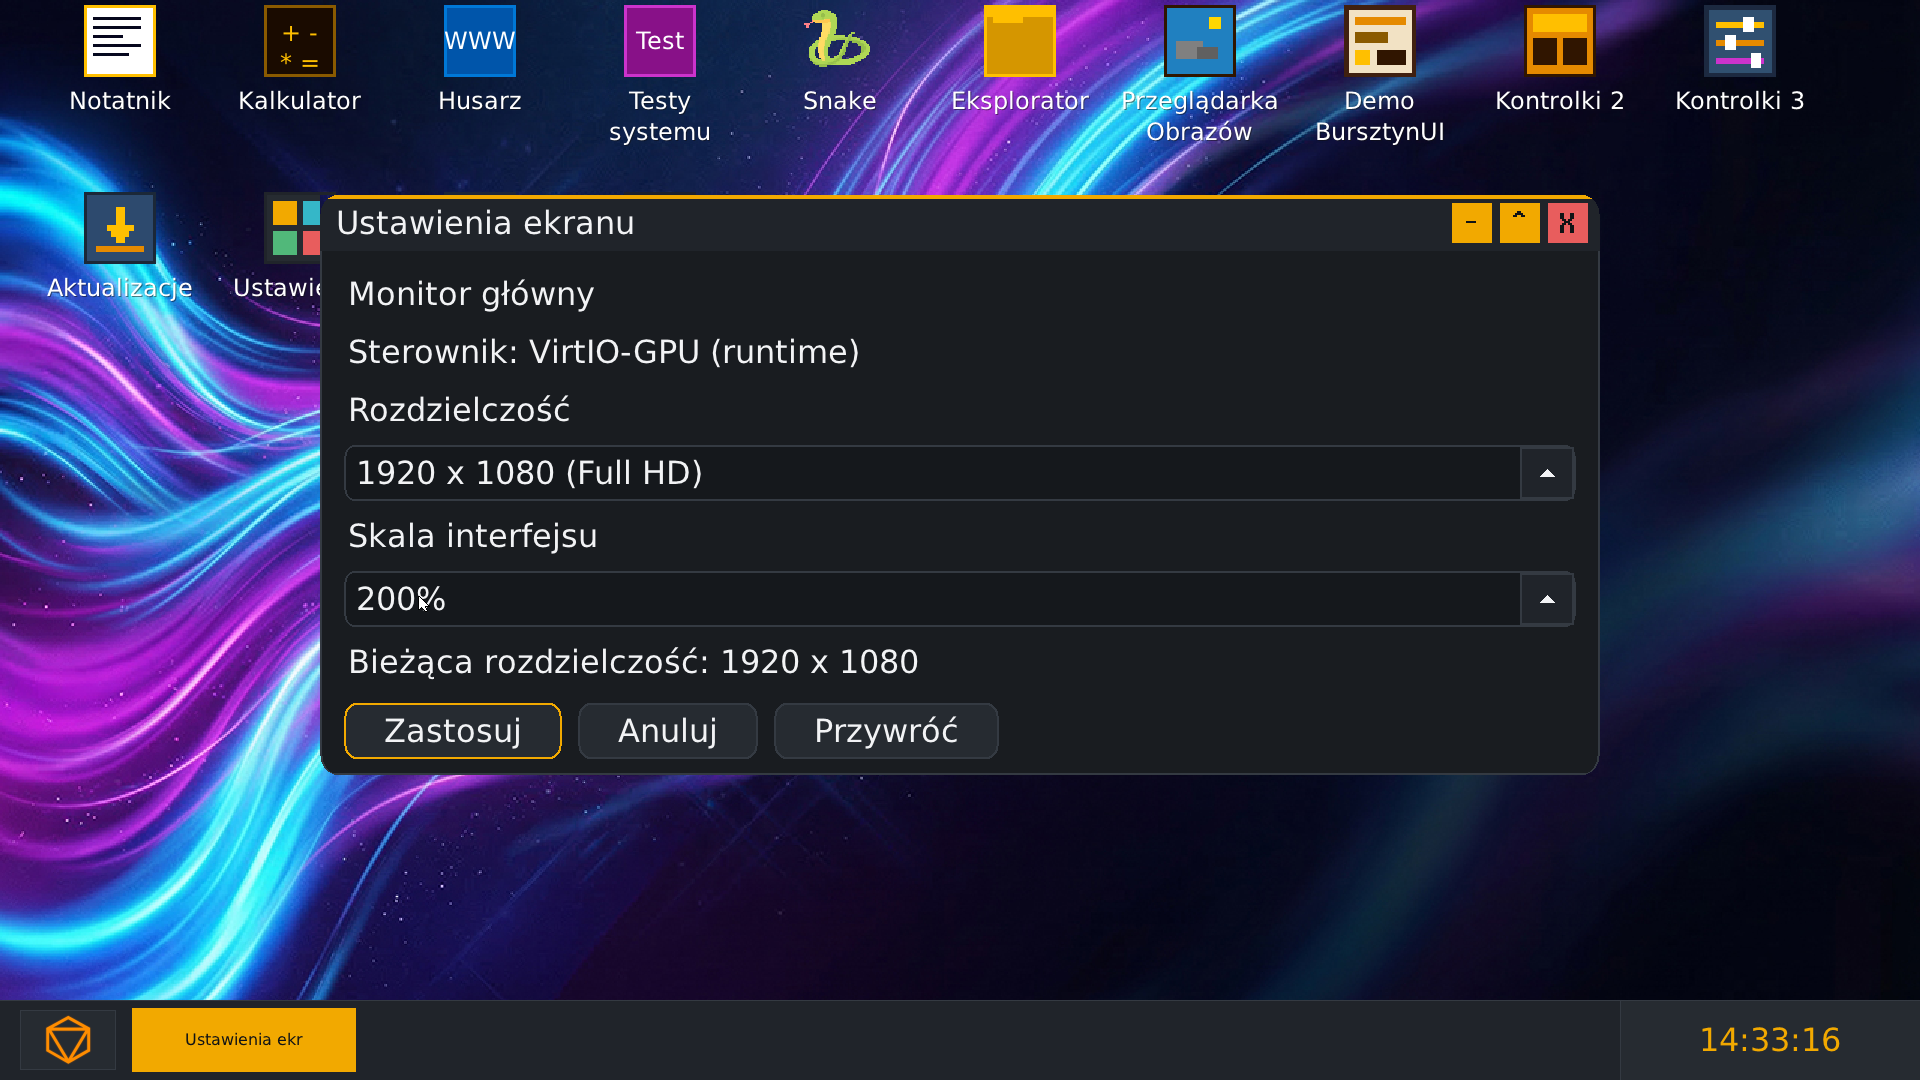 + -
* =
WWW
Test
Notatnik
Kalkulator
Husarz
Testy
systemu
Snake
Eksplorator
Przeglądarka
Obrazów
Demo
BursztynUI
Kontrolki 2
Kontrolki 3
Aktualizacje
Ustawie
Ustawienia ekranu
- ^ X
Monitor główny
Sterownik: VirtIO-GPU (runtime)
Rozdzielczość
1920 x 1080 (Full HD)
Skala interfejsu
200%
Bieżąca rozdzielczość: 1920 x 1080
Zastosuj
Anuluj
Przywróć
Ustawienia ekr
14:33:16